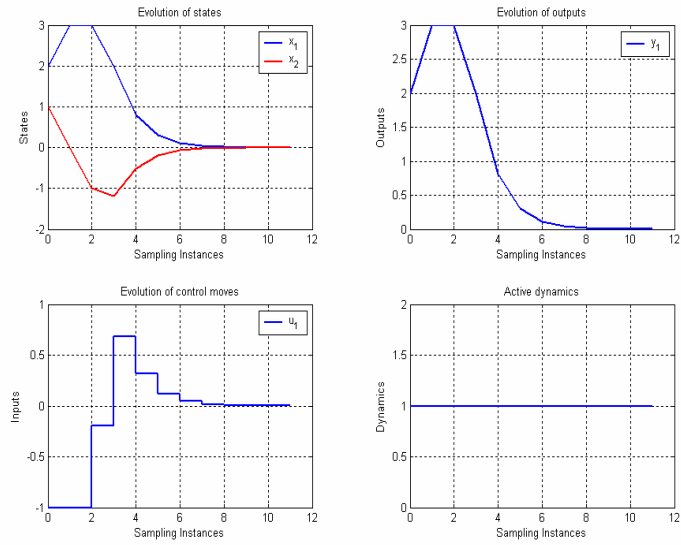 Evolution of states
3
2
1
0
-1
-2
States
x1
x2
0 2 4 6 8 10 12
Sampling Instances
Evolution of outputs
3
2.5
2
1.5
1
0.5
0
Outputs
y1
0 2 4 6 8 10 12
Sampling Instances
Evolution of control moves
1
0.5
0
-0.5
-1
Inputs
u1
0 2 4 6 8 10 12
Sampling Instances
Active dynamics
2
1.5
1
0.5
0
Dynamics
0 2 4 6 8 10 12
Sampling Instances